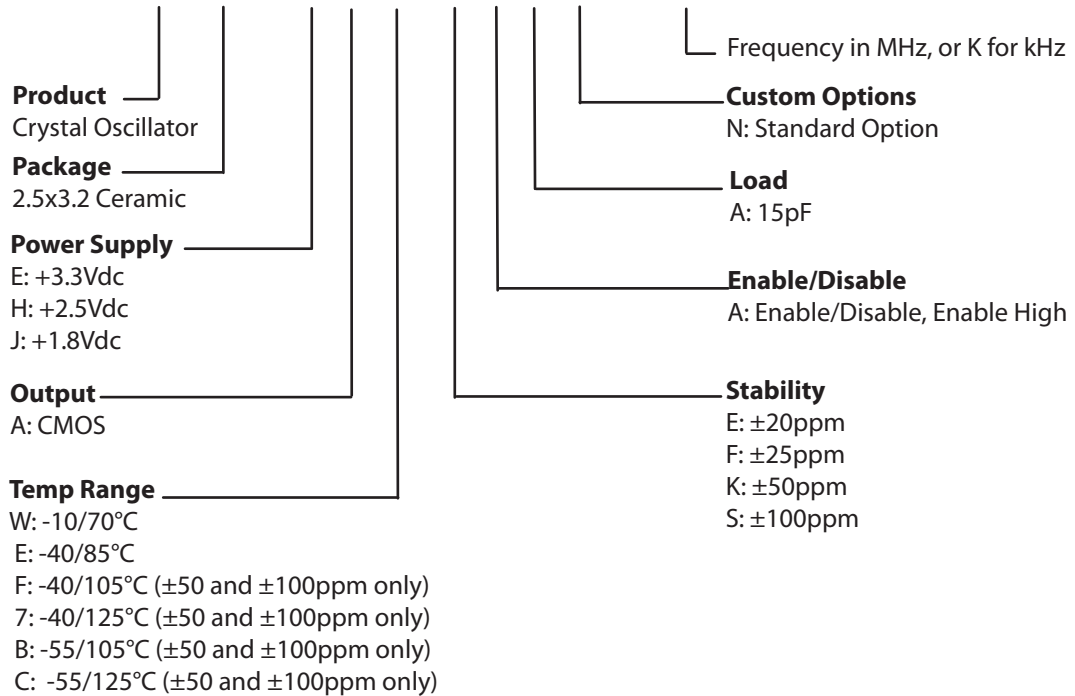 Product
Crystal Oscillator
Package
2.5x3.2 Ceramic
Power Supply
E: +3.3Vdc
H: +2.5Vdc
J: +1.8Vdc
Output
A: CMOS
Temp Range
W: -10/70°C
E: -40/85°C
F: -40/105°C (±50 and ±100ppm only)
7: -40/125°C (±50 and ±100ppm only)
B: -55/105°C (±50 and ±100ppm only)
C: -55/125°C (±50 and ±100ppm only)
Frequency in MHz, or K for kHz
Custom Options
N: Standard Option
Load
A: 15pF
Enable/Disable
A: Enable/Disable, Enable High
Stability
E: ±20ppm
F: ±25ppm
K: ±50ppm
S: ±100ppm